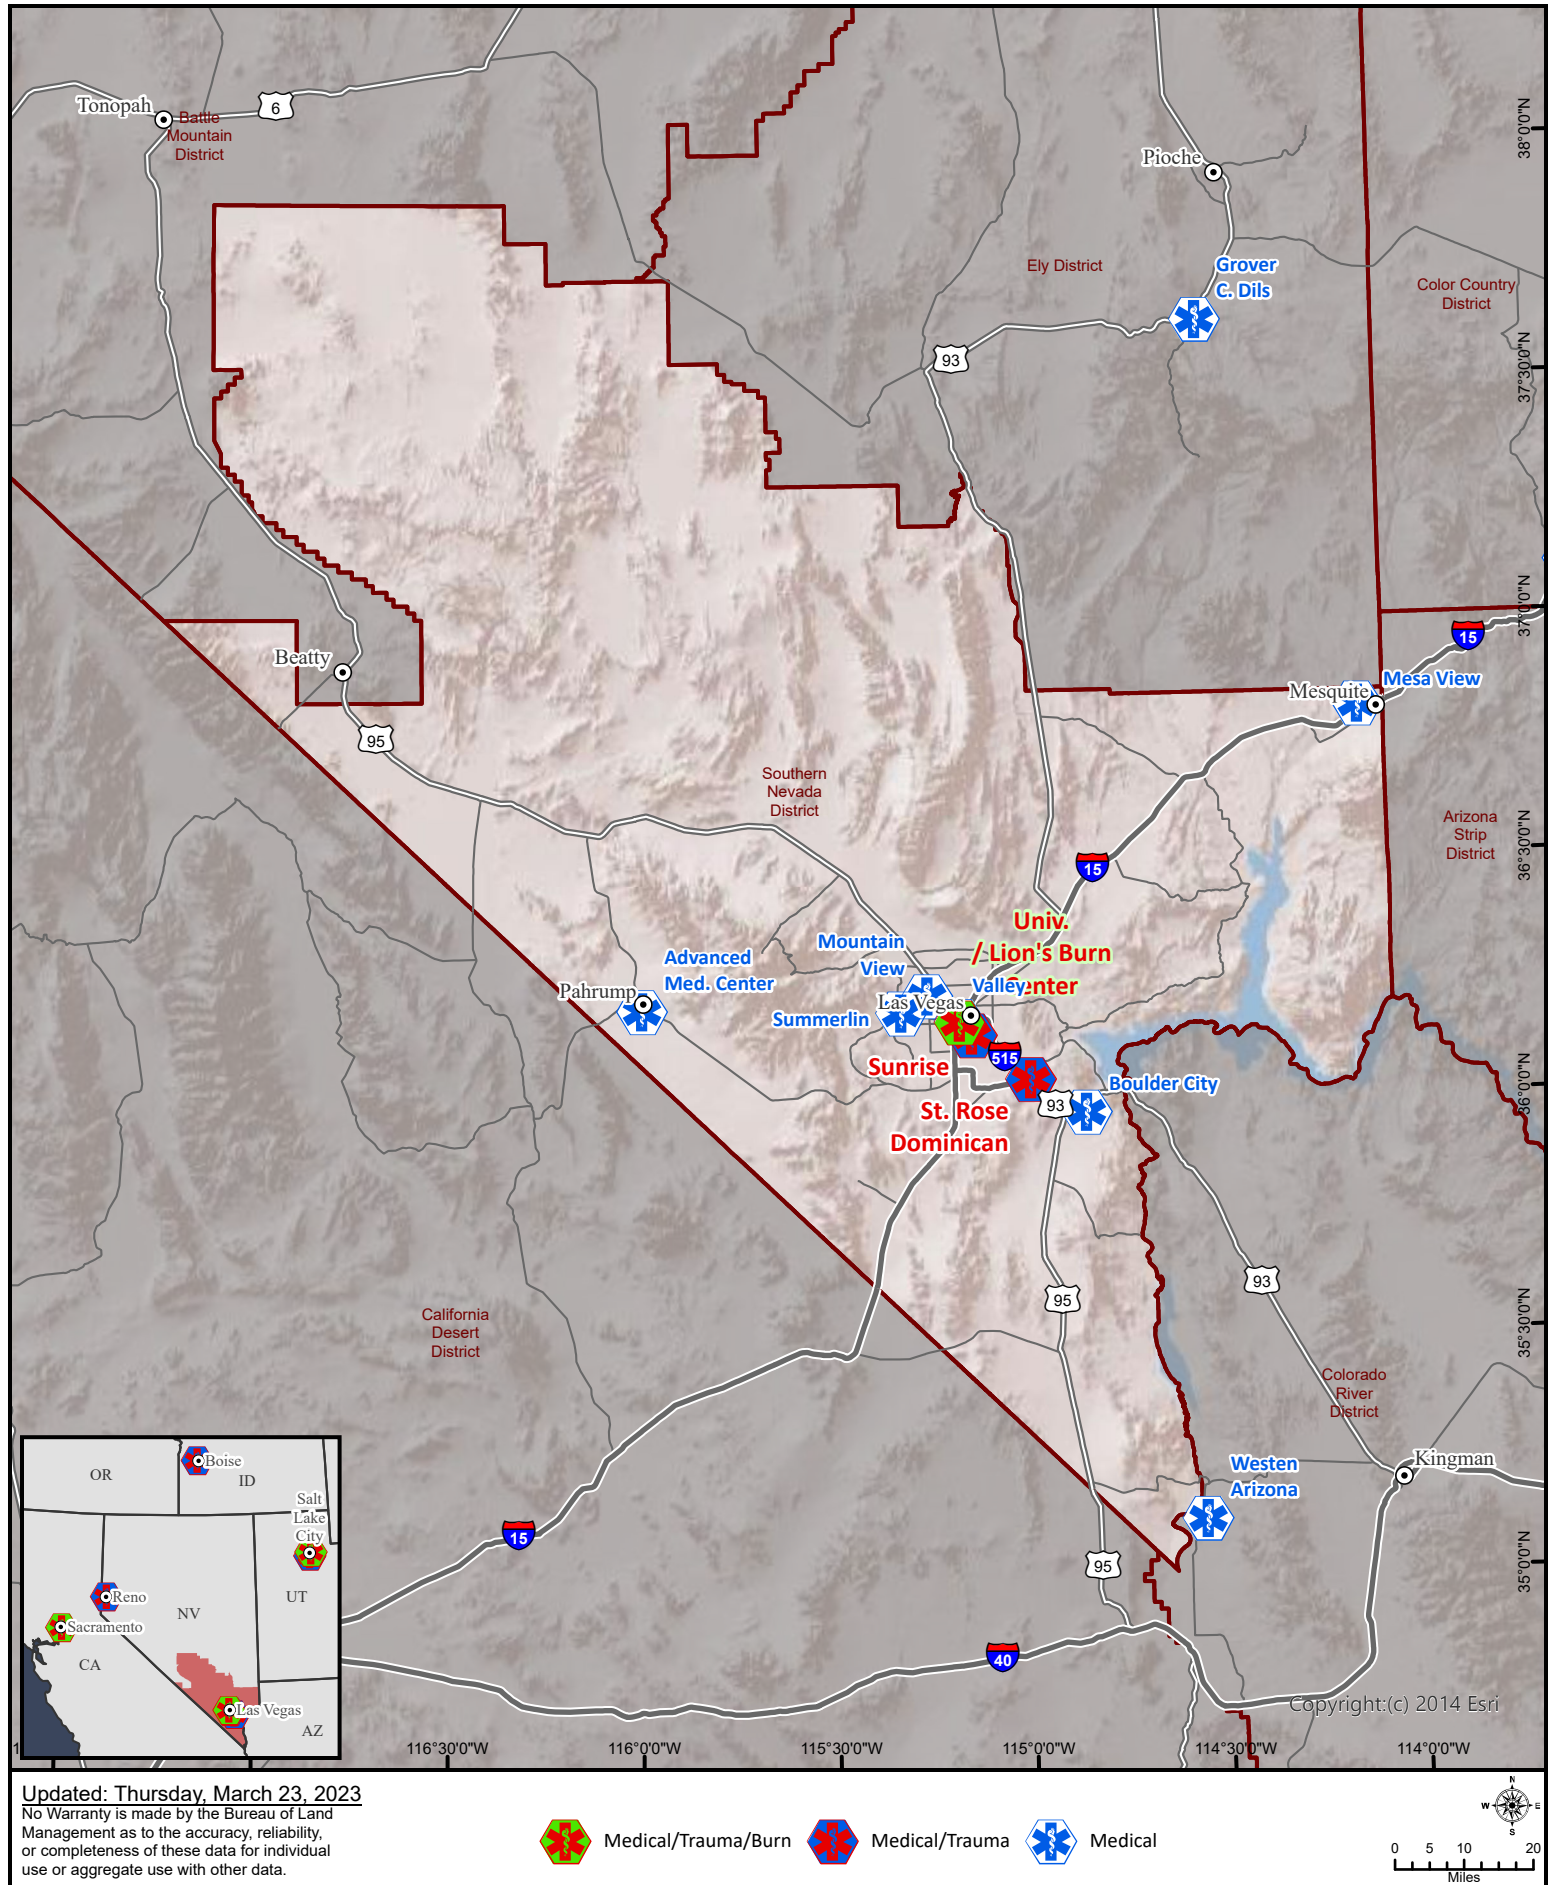 Tonopah
6
Battle
Mountain
District
Pioche
38°0'0"N
Ely District
Grover
C. Dils
Color Country
District
93
37°30'0"N
37°0'0"N
15
Beatty
Mesquite
Mesa View
95
Southern
Nevada
District
Arizona
Strip
District
36°30'0"N
15
Univ.
/ Lion's Burn
Center
Mountain
View
Advanced
Med. Center
Valley
Pahrump
Las Vegas
Summerlin
515
Sunrise
36°0'0"N
Boulder City
93
St. Rose
Dominican
93
95
35°30'0"N
California
Desert
District
Colorado
River
District
Kingman
Westen
Arizona
15
95
35°0'0"N
40
OR
Boise
ID
Salt
Lake
City
Reno
UT
NV
Sacramento
CA
Las Vegas
AZ
Copyright:(c) 2014 Esri
116°30'0"W
116°0'0"W
115°30'0"W
115°0'0"W
114°30'0"W
114°0'0"W
Updated: Thursday, March 23, 2023
No Warranty is made by the Bureau of Land
Management as to the accuracy, reliability,
or completeness of these data for individual
use or aggregate use with other data.
Medical/Trauma/Burn
Medical/Trauma
Medical
N
W
E
S
0 5 10 20
Miles